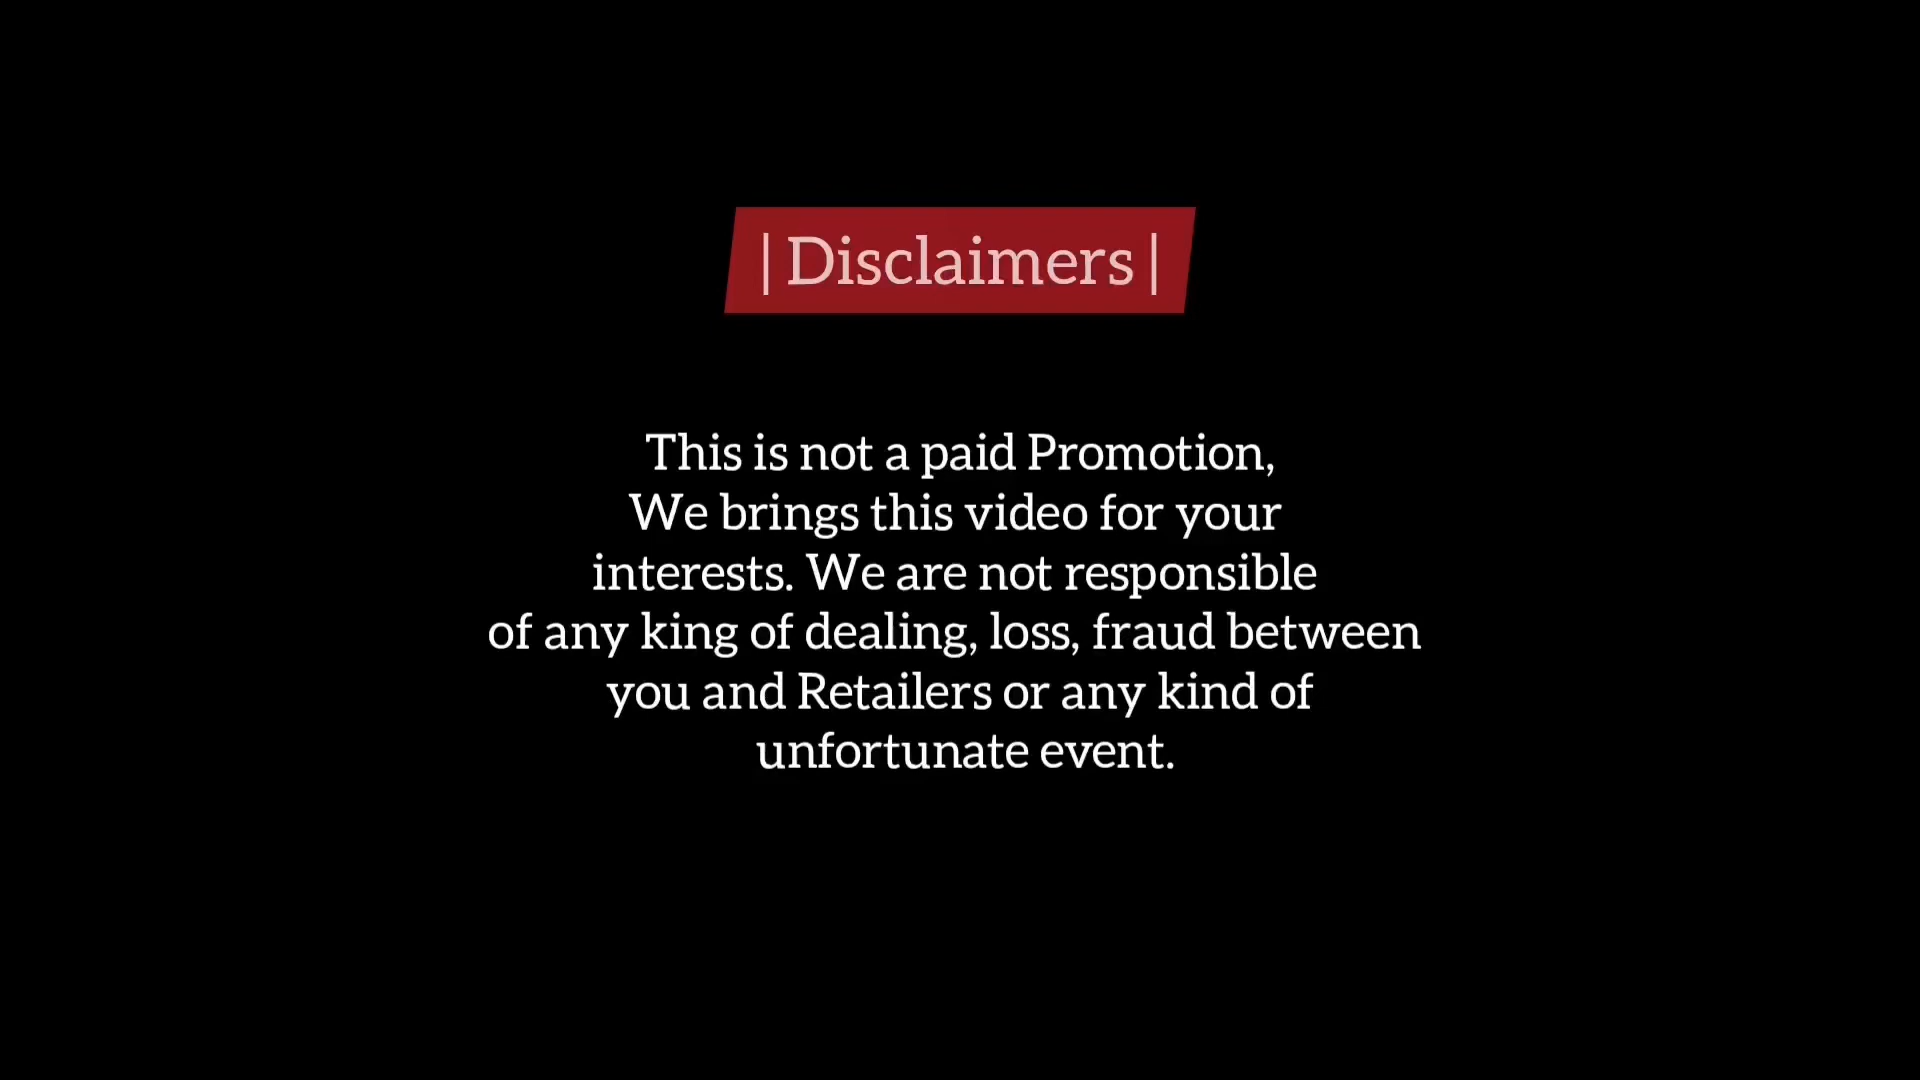 | Disclaimers |
This is not a paid Promotion,
We brings this video for your
interests. We are not responsible
of any king of dealing, loss, fraud between
you and Retailers or any kind of
unfortunate event.